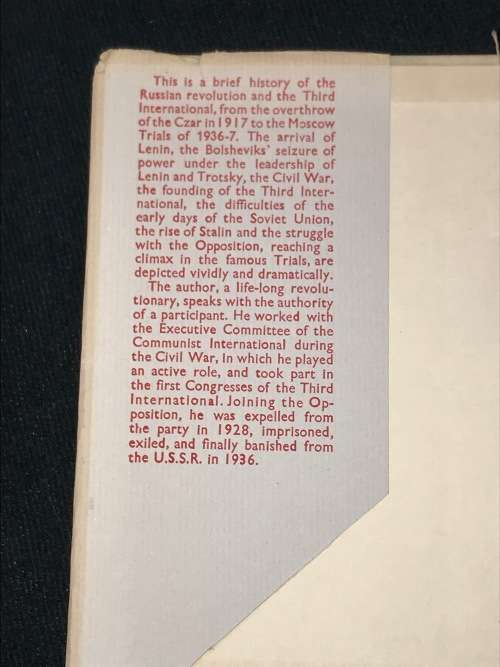 This is a brief history of the
Russian revolution and the Third
International, from the overthrow
of the Czar in 1917 to the Moscow
Trials of 1936-7. The arrival of
Lenin, the Bolsheviks' seizure of
power under the leadership of
Lenin and Trotsky, the Civil War,
the founding of the Third Inter-
national, the difficulties of the
early days of the Soviet Union,
the rise of Stalin and the struggle
with the Opposition, reaching a
climax in the famous Trials, are
depicted vividly and dramatically.
The author, a life-long revolu-
tionary, speaks with the authority
of a participant. He worked with
the Executive Committee of the
Communist International during
the Civil War, in which he played
an active role, and took part in
the first Congresses of the Third
International. Joining the Op-
position, he was expelled from
the party in 1928, imprisoned,
exiled, and finally banished from
the U.S.S.R. in 1936.